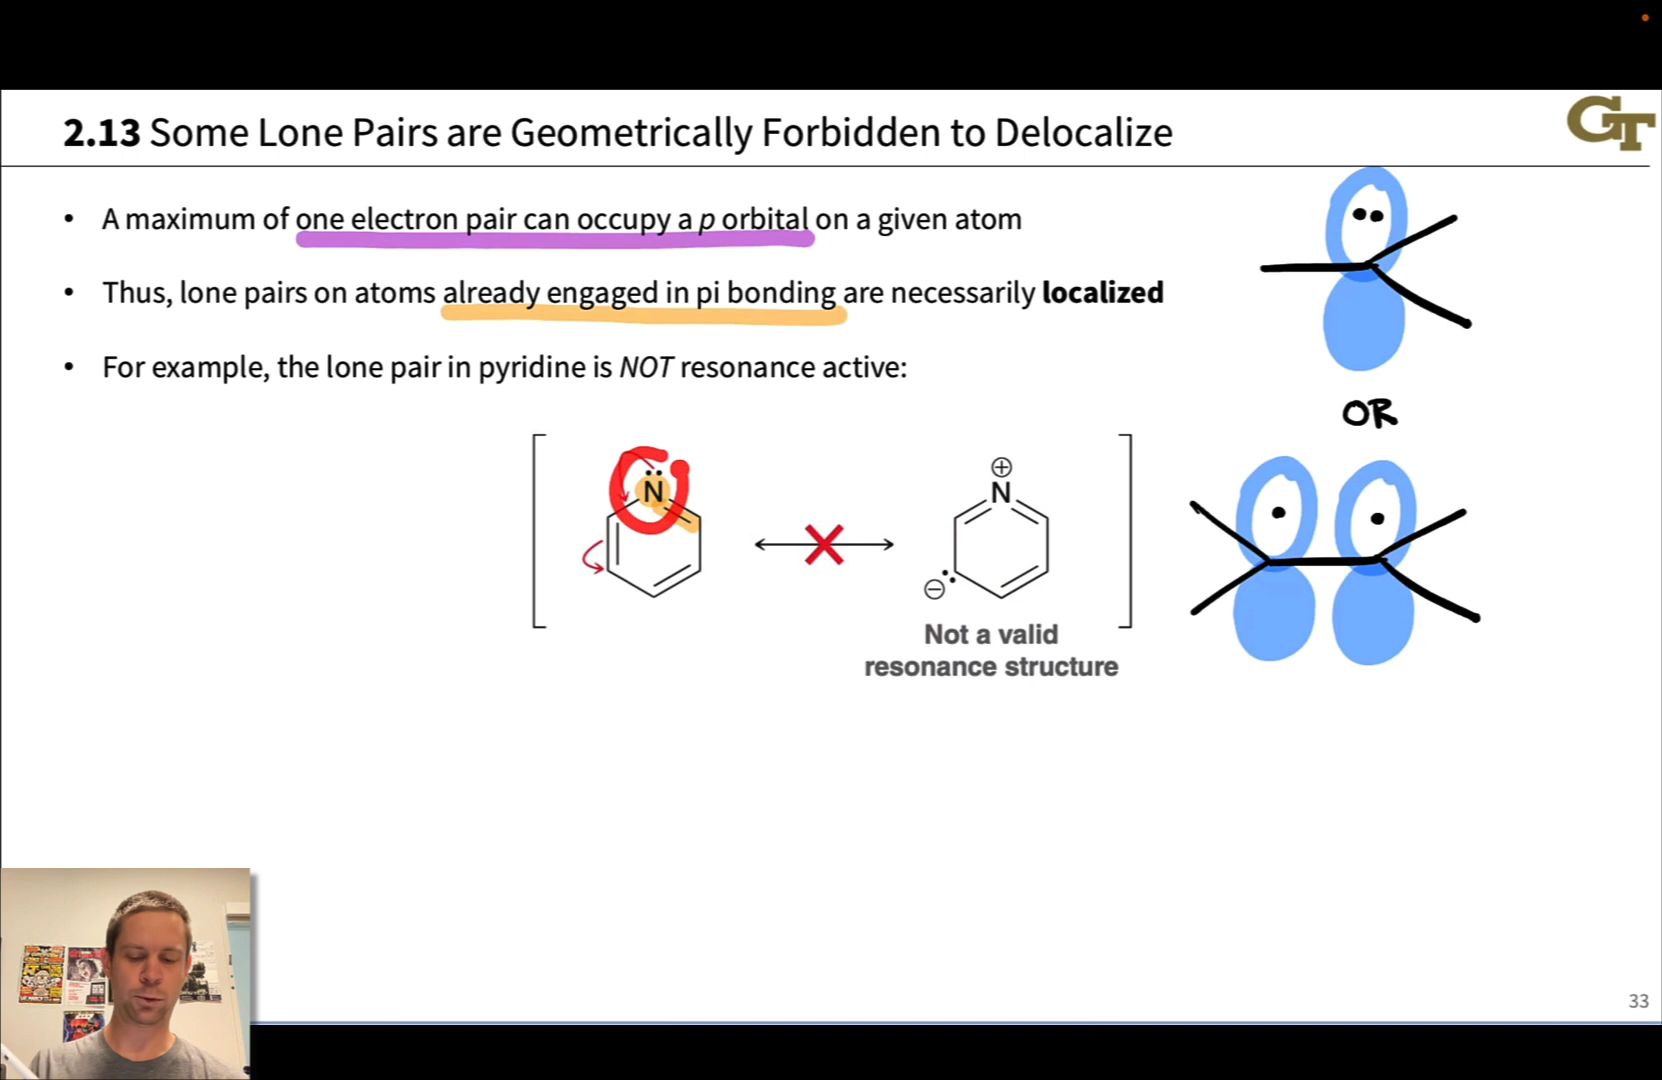 2.13 Some Lone Pairs are Geometrically Forbidden to Delocalize
GT
• A maximum of one electron pair can occupy a p orbital on a given atom
• Thus, lone pairs on atoms already engaged in pi bonding are necessarily localized
• For example, the lone pair in pyridine is NOT resonance active:
OR
N
⊕
N
⊖
Not a valid
resonance structure
33